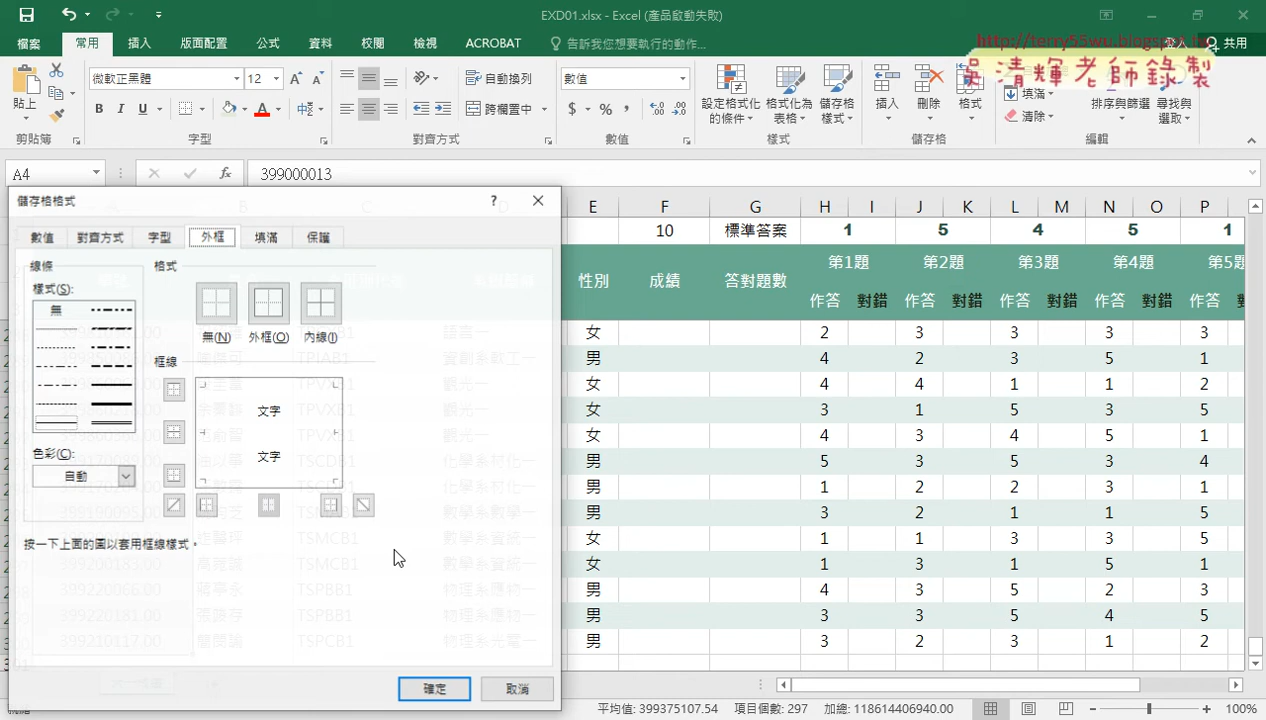 EXD01.xlsx - Excel (產品啟動失敗)
http://terry55wu.blogspot.tw
吳清輝老師錄製
檔案 常用 插入 版面配置 公式 資料 校閱 檢視 ACROBAT 告訴我您想要執行的動作... 登入 共用
微軟正黑體 12 自動換列 數值
貼上 跨欄置中 設定格式化的條件 格式化為表格 儲存格樣式 插入 刪除 格式 填滿 清除 排序與篩選 尋找與選取
剪貼簿 字型 對齊方式 數值 樣式 儲存格 編輯
A4 399000013
儲存格格式
數值 對齊方式 字型 外框 填滿 保護
線條 格式
樣式(S):
無
無(N) 外框(O) 內線(I)
框線
文字
文字
色彩(C):
自動
按一下上面的圖以套用框線樣式。
確定 取消
E F G H I J K L M N O P
10 標準答案 1 5 4 5 1
性別 成績 答對題數 第1題 第2題 第3題 第4題 第5題
作答 對錯 作答 對錯 作答 對錯 作答 對錯 作答
女 2 3 3 3 3
男 4 2 3 5 1
女 4 4 1 1 2
女 3 1 5 3 5
女 4 3 4 5 1
男 5 3 5 3 4
男 1 2 2 3 1
男 3 2 1 1 5
女 1 1 3 3 5
女 1 3 1 5 1
男 4 3 5 2 3
男 3 3 5 4 5
男 3 2 3 1 2
平均值: 399375107.54 項目個數: 297 加總: 118614406940.00 100%